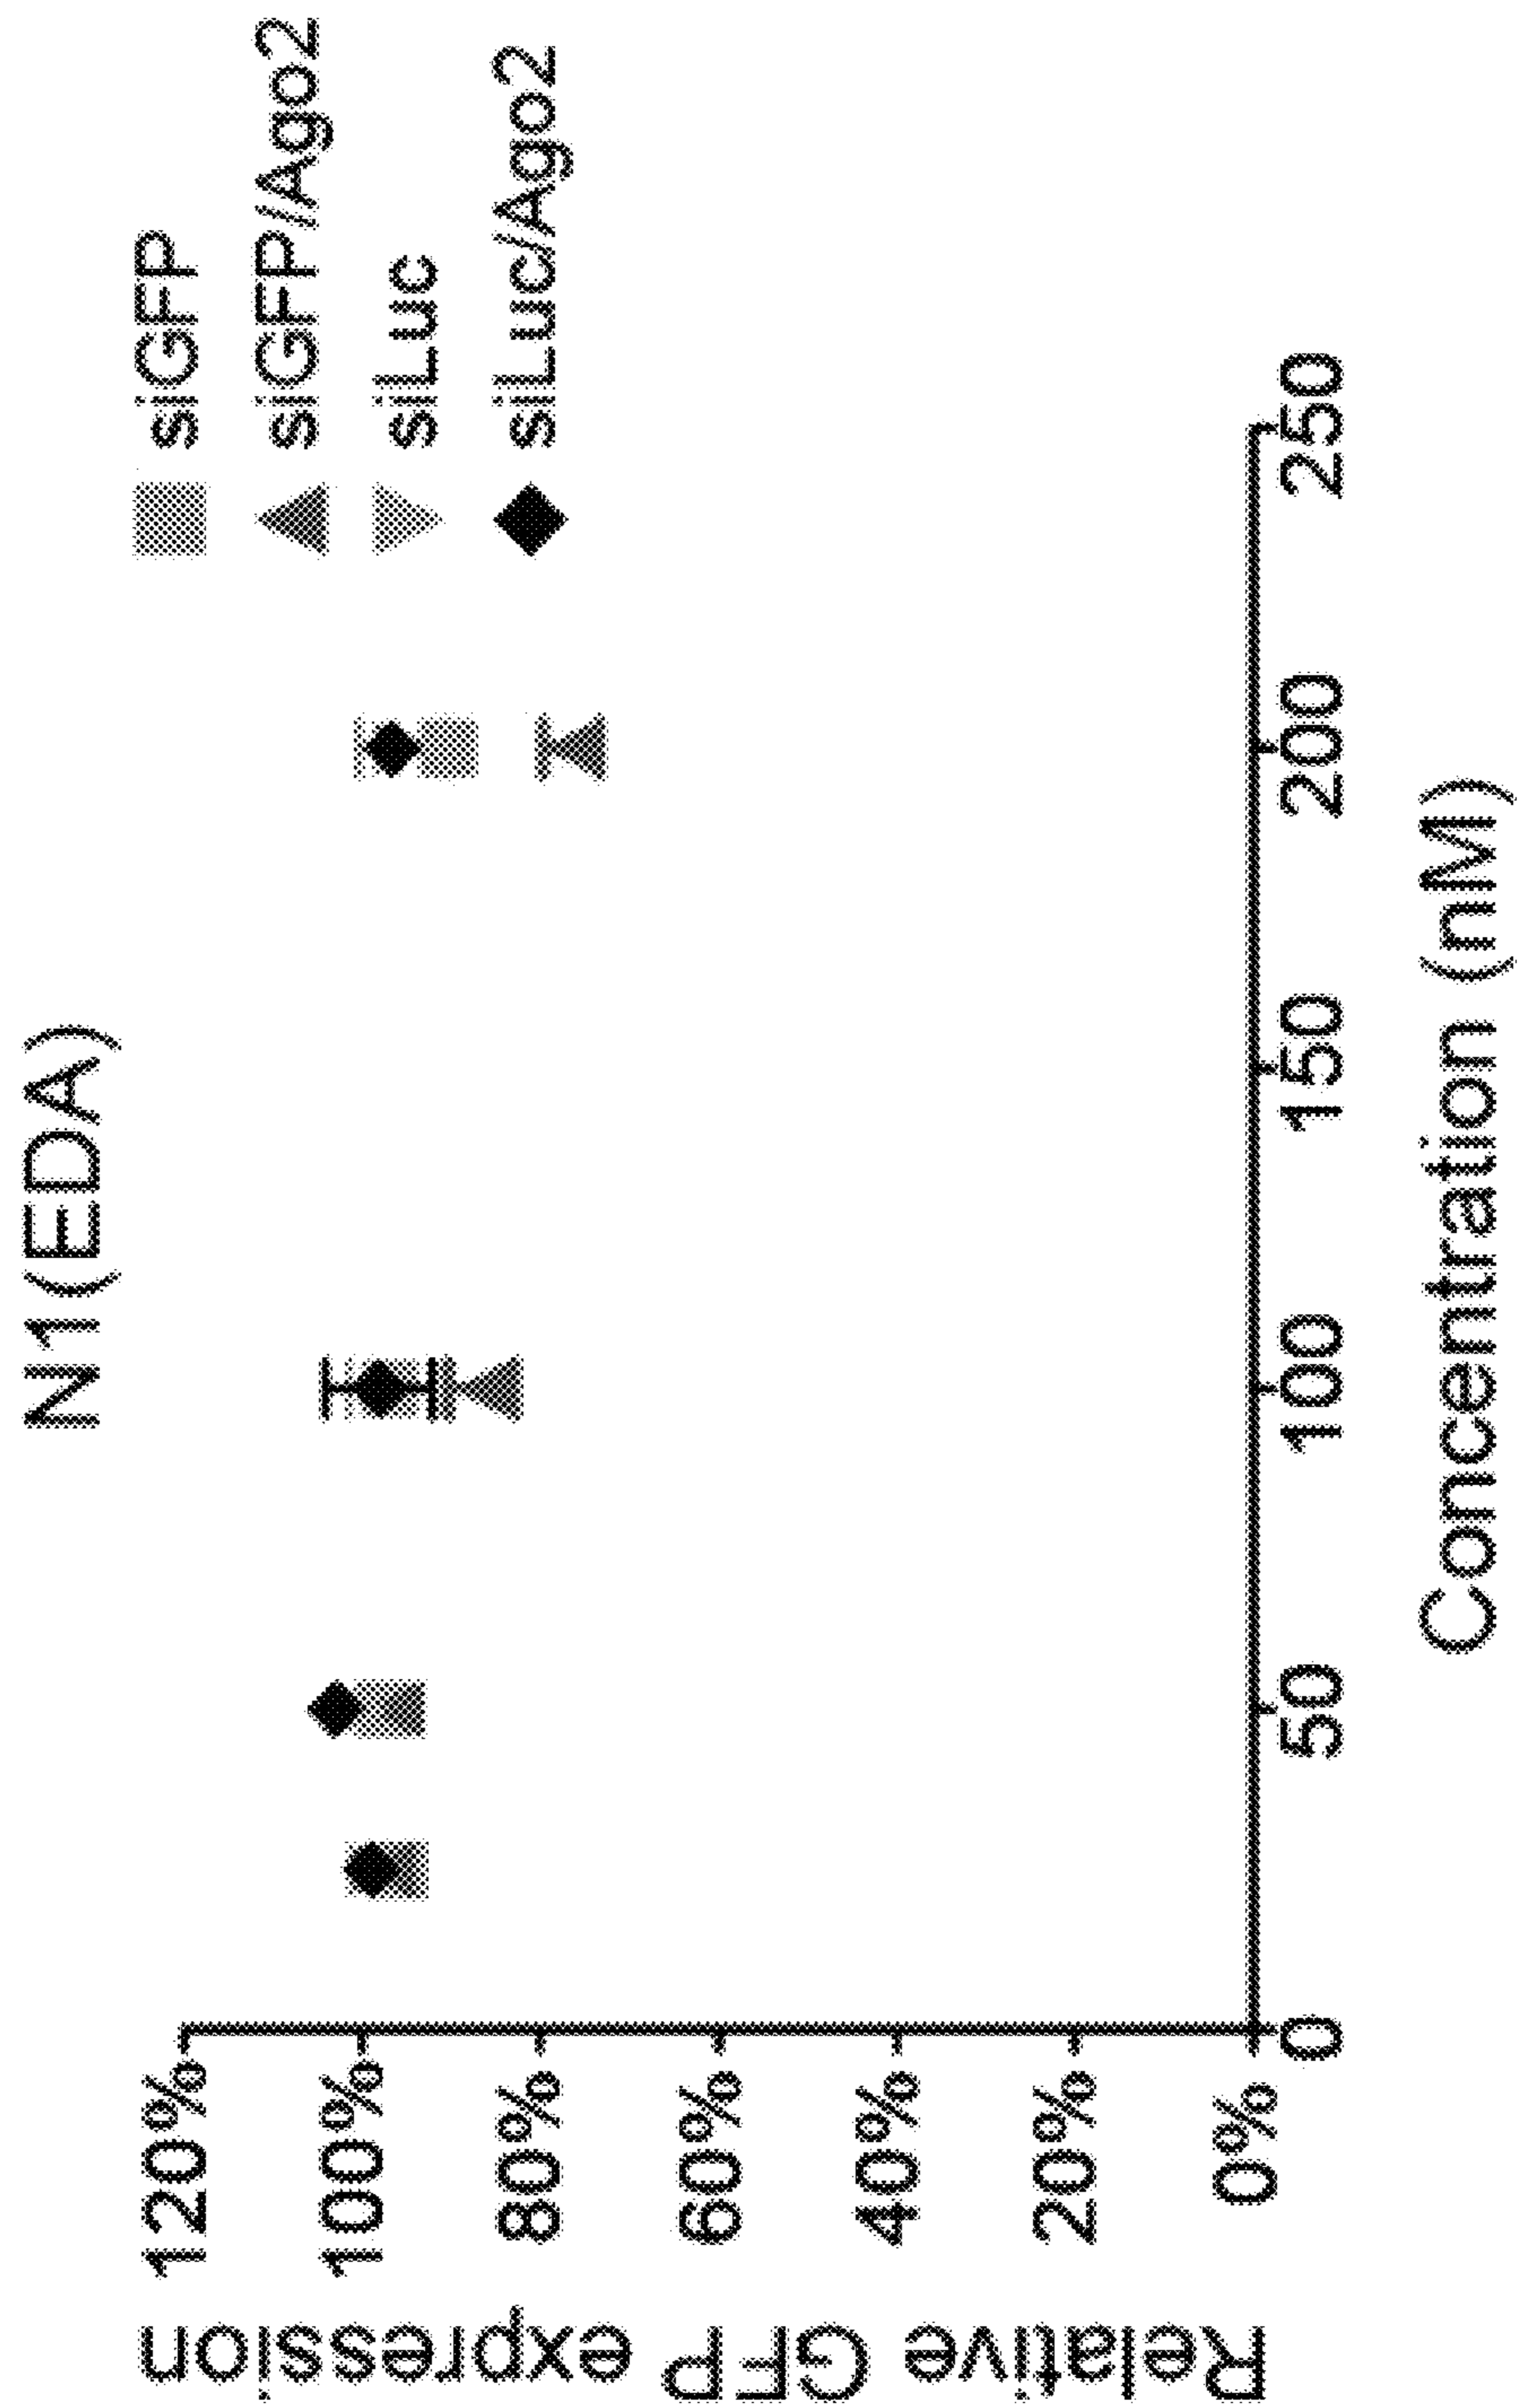 N1(EDA)
siGFP
siGFP/Ago2
siLuc
siLuc/Ago2
Relative GFP expression
120%
100%
80%
60%
40%
20%
0%
0
50
100
150
200
250
Concentration (nM)